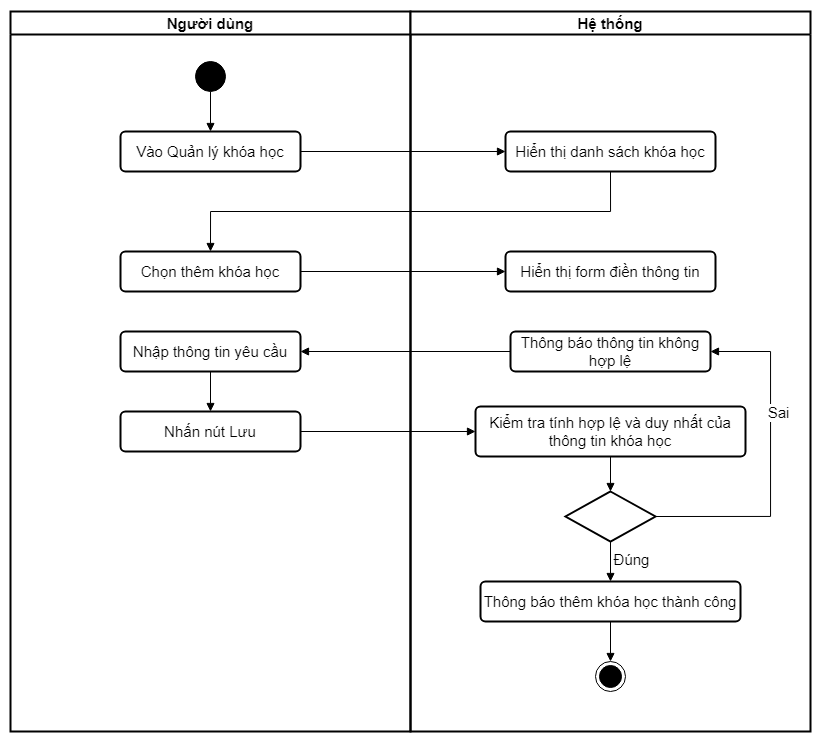 Người dùng
Hệ thống
Vào Quản lý khóa học
Hiển thị danh sách khóa học
Chọn thêm khóa học
Hiển thị form điền thông tin
Nhập thông tin yêu cầu
Thông báo thông tin không
hợp lệ
Sai
Nhấn nút Lưu
Kiểm tra tính hợp lệ và duy nhất của
thông tin khóa học
Đúng
Thông báo thêm khóa học thành công